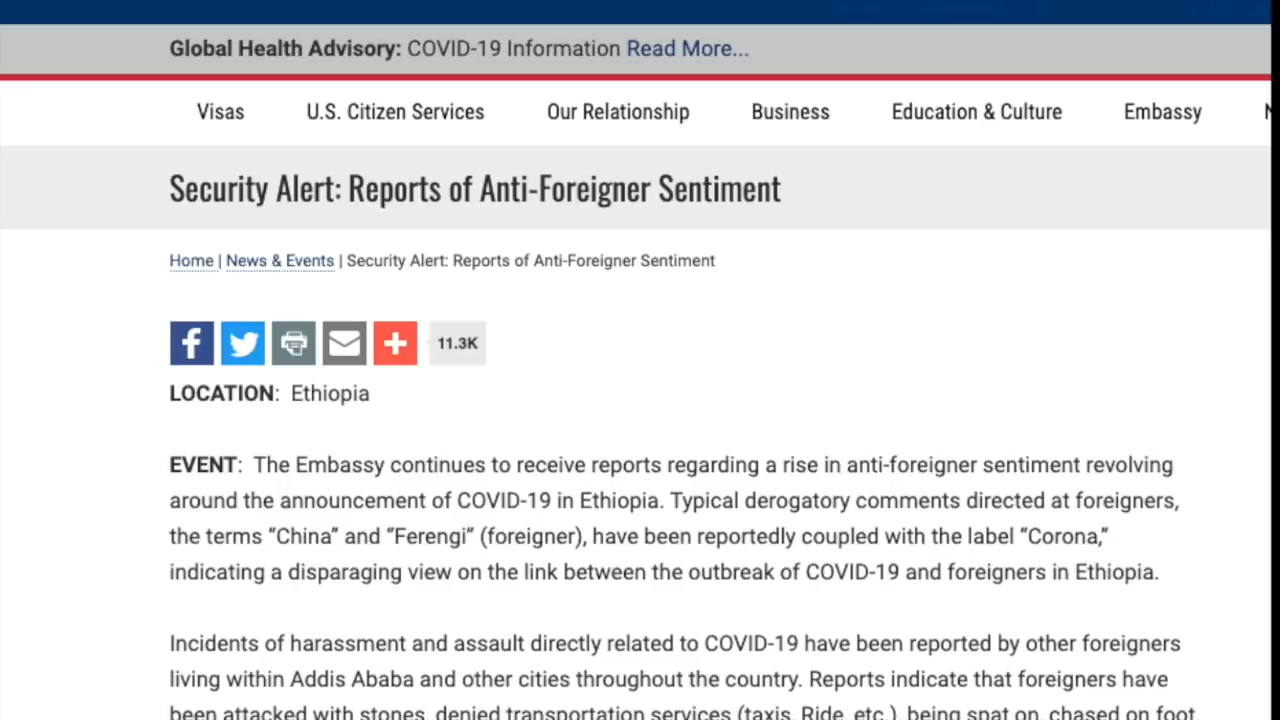 Global Health Advisory: COVID-19 Information Read More...
Visas U.S. Citizen Services Our Relationship Business Education & Culture Embassy
Security Alert: Reports of Anti-Foreigner Sentiment
Home | News & Events | Security Alert: Reports of Anti-Foreigner Sentiment
11.3K
LOCATION: Ethiopia
EVENT: The Embassy continues to receive reports regarding a rise in anti-foreigner sentiment revolving
around the announcement of COVID-19 in Ethiopia. Typical derogatory comments directed at foreigners,
the terms “China” and “Ferengi” (foreigner), have been reportedly coupled with the label “Corona,”
indicating a disparaging view on the link between the outbreak of COVID-19 and foreigners in Ethiopia.
Incidents of harassment and assault directly related to COVID-19 have been reported by other foreigners
living within Addis Ababa and other cities throughout the country. Reports indicate that foreigners have
been attacked with stones, denied transportation services (taxis, Ride, etc.), being spat on, chased on foot,